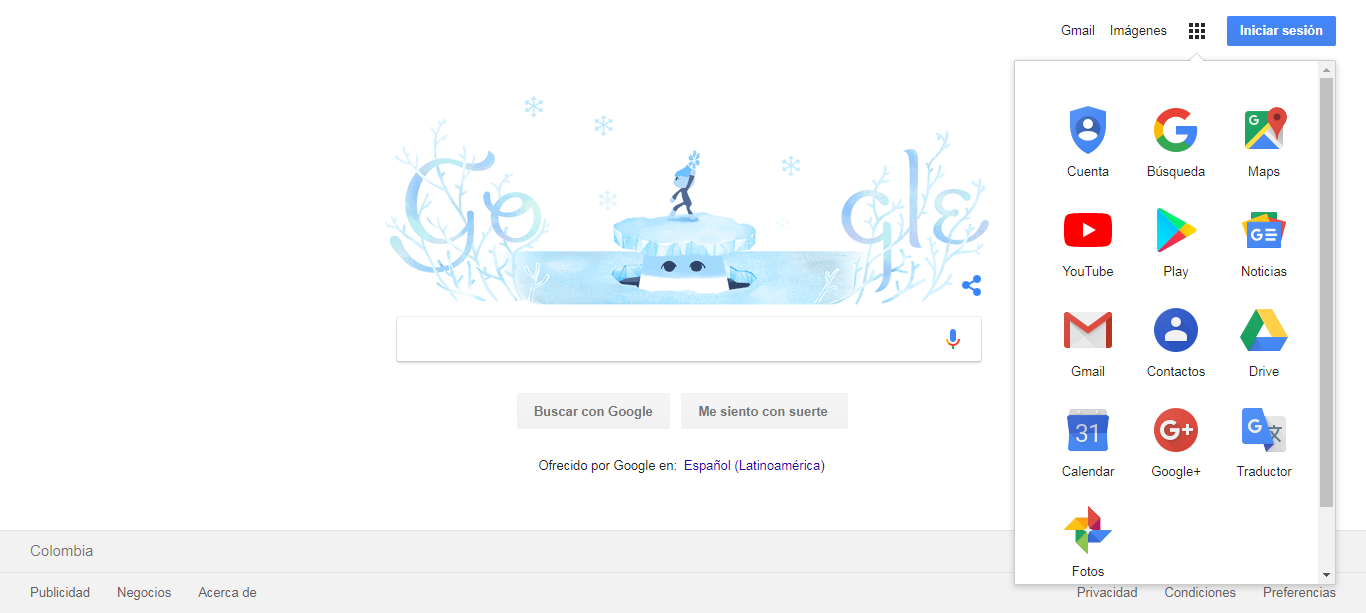 Gmail Imágenes Iniciar sesión
Google
Cuenta Búsqueda Maps
YouTube Play Noticias
GE
Gmail Contactos Drive
31 G+ G
Calendar Google+ Traductor
Fotos
Buscar con Google Me siento con suerte
Ofrecido por Google en: Español (Latinoamérica)
Colombia
Publicidad Negocios Acerca de Privacidad Condiciones Preferencias